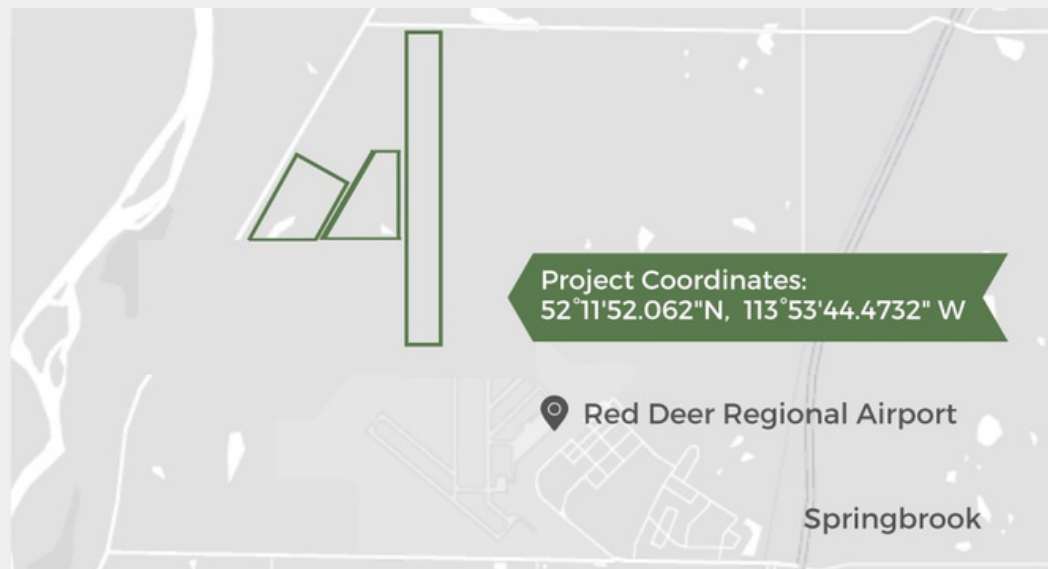 Project Coordinates:
52°11'52.062"N, 113°53'44.4732" W
Red Deer Regional Airport
Springbrook